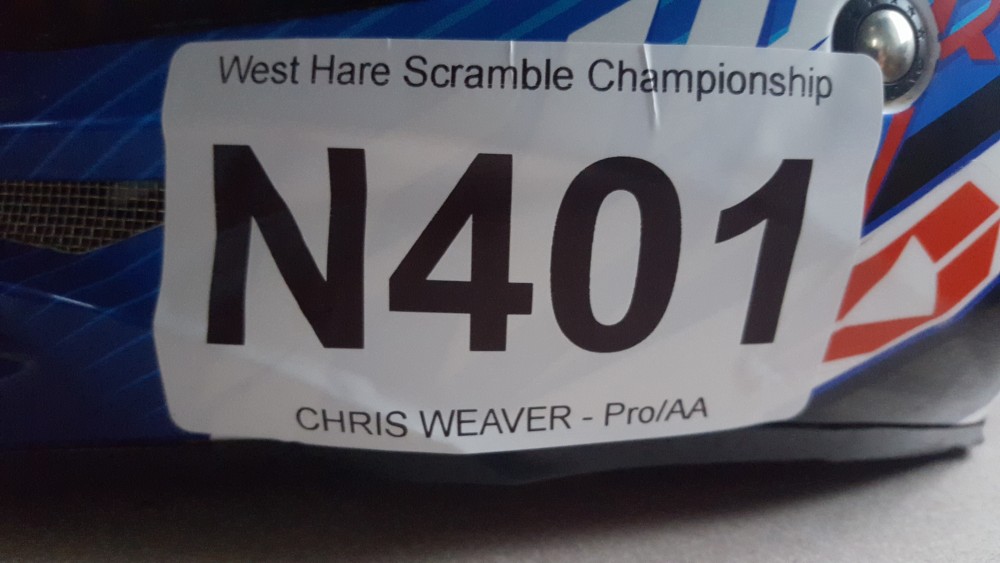 West Hare Scramble Championship
N401
CHRIS WEAVER - Pro/AA